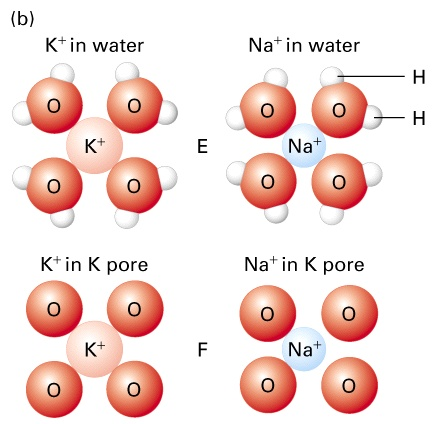 (b)
K⁺ in water
Na⁺ in water
H
O O O O
H
K⁺ E Na⁺
O O O O
K⁺ in K pore
Na⁺ in K pore
O O O O
K⁺ F Na⁺
O O O O